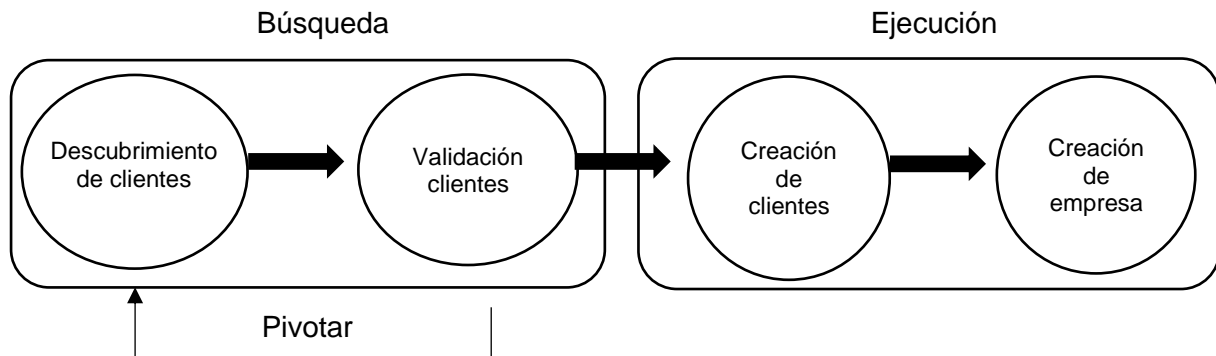 Búsqueda
Ejecución
Descubrimiento
de clientes
Validación
clientes
Creación
de
clientes
Creación
de
empresa
Pivotar